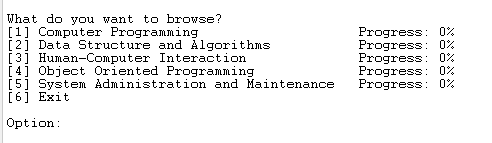 What do you want to browse?
[1] Computer Programming Progress: 0%
[2] Data Structure and Algorithms Progress: 0%
[3] Human-Computer Interaction Progress: 0%
[4] Object Oriented Programming Progress: 0%
[5] System Administration and Maintenance Progress: 0%
[6] Exit
Option: